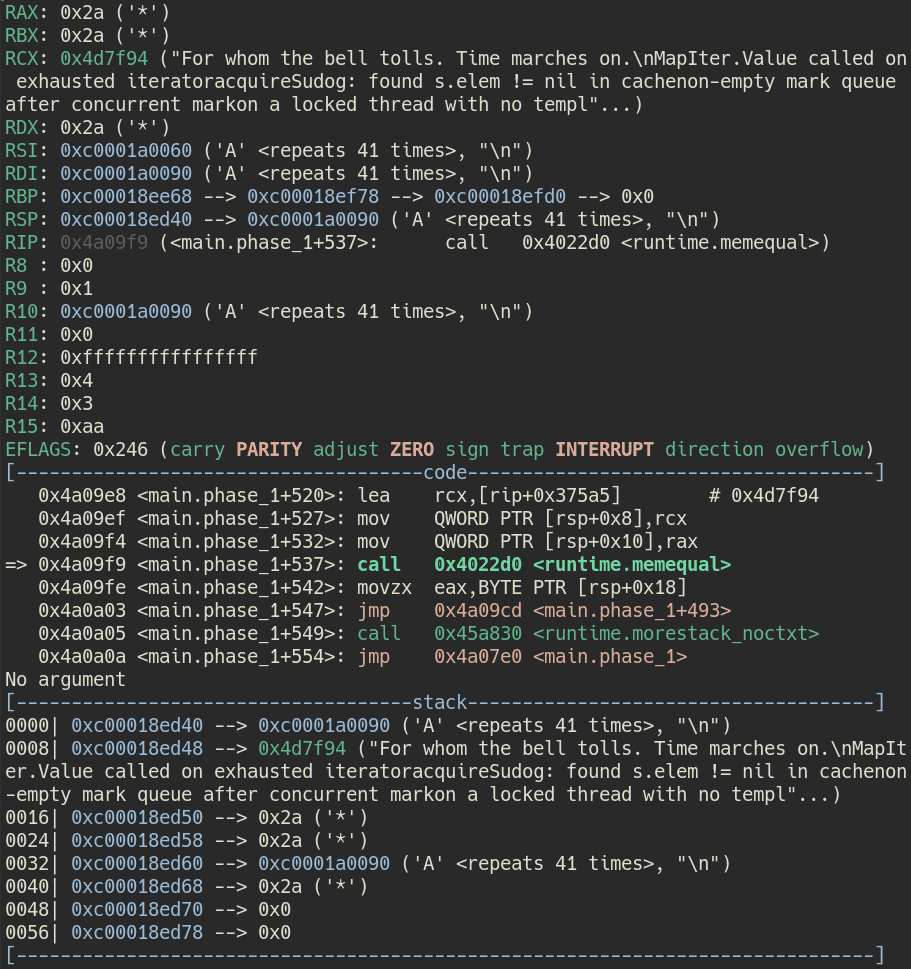 RAX: 0x2a ('*')
RBX: 0x2a ('*')
RCX: 0x4d7f94 ("For whom the bell tolls. Time marches on.\nMapIter.Value called on
 exhausted iteratoracquireSudog: found s.elem != nil in cachenon-empty mark queue
after concurrent markon a locked thread with no templ"...)
RDX: 0x2a ('*')
RSI: 0xc0001a0060 ('A' <repeats 41 times>, "\n")
RDI: 0xc0001a0090 ('A' <repeats 41 times>, "\n")
RBP: 0xc00018ee68 --> 0xc00018ef78 --> 0xc00018efd0 --> 0x0
RSP: 0xc00018ed40 --> 0xc0001a0090 ('A' <repeats 41 times>, "\n")
RIP: 0x4a09f9 (<main.phase_1+537>:      call   0x4022d0 <runtime.memequal>)
R8 : 0x0
R9 : 0x1
R10: 0xc0001a0090 ('A' <repeats 41 times>, "\n")
R11: 0x0
R12: 0xffffffffffffffff
R13: 0x4
R14: 0x3
R15: 0xaa
EFLAGS: 0x246 (carry PARITY adjust ZERO sign trap INTERRUPT direction overflow)
[-------------------------------------code-------------------------------------]
   0x4a09e8 <main.phase_1+520>: lea    rcx,[rip+0x375a5]        # 0x4d7f94
   0x4a09ef <main.phase_1+527>: mov    QWORD PTR [rsp+0x8],rcx
   0x4a09f4 <main.phase_1+532>: mov    QWORD PTR [rsp+0x10],rax
=> 0x4a09f9 <main.phase_1+537>: call   0x4022d0 <runtime.memequal>
   0x4a09fe <main.phase_1+542>: movzx  eax,BYTE PTR [rsp+0x18]
   0x4a0a03 <main.phase_1+547>: jmp    0x4a09cd <main.phase_1+493>
   0x4a0a05 <main.phase_1+549>: call   0x45a830 <runtime.morestack_noctxt>
   0x4a0a0a <main.phase_1+554>: jmp    0x4a07e0 <main.phase_1>
No argument
[------------------------------------stack-------------------------------------]
0000| 0xc00018ed40 --> 0xc0001a0090 ('A' <repeats 41 times>, "\n")
0008| 0xc00018ed48 --> 0x4d7f94 ("For whom the bell tolls. Time marches on.\nMapIt
er.Value called on exhausted iteratoracquireSudog: found s.elem != nil in cachenon
-empty mark queue after concurrent markon a locked thread with no templ"...)
0016| 0xc00018ed50 --> 0x2a ('*')
0024| 0xc00018ed58 --> 0x2a ('*')
0032| 0xc00018ed60 --> 0xc0001a0090 ('A' <repeats 41 times>, "\n")
0040| 0xc00018ed68 --> 0x2a ('*')
0048| 0xc00018ed70 --> 0x0
0056| 0xc00018ed78 --> 0x0
[------------------------------------------------------------------------------]